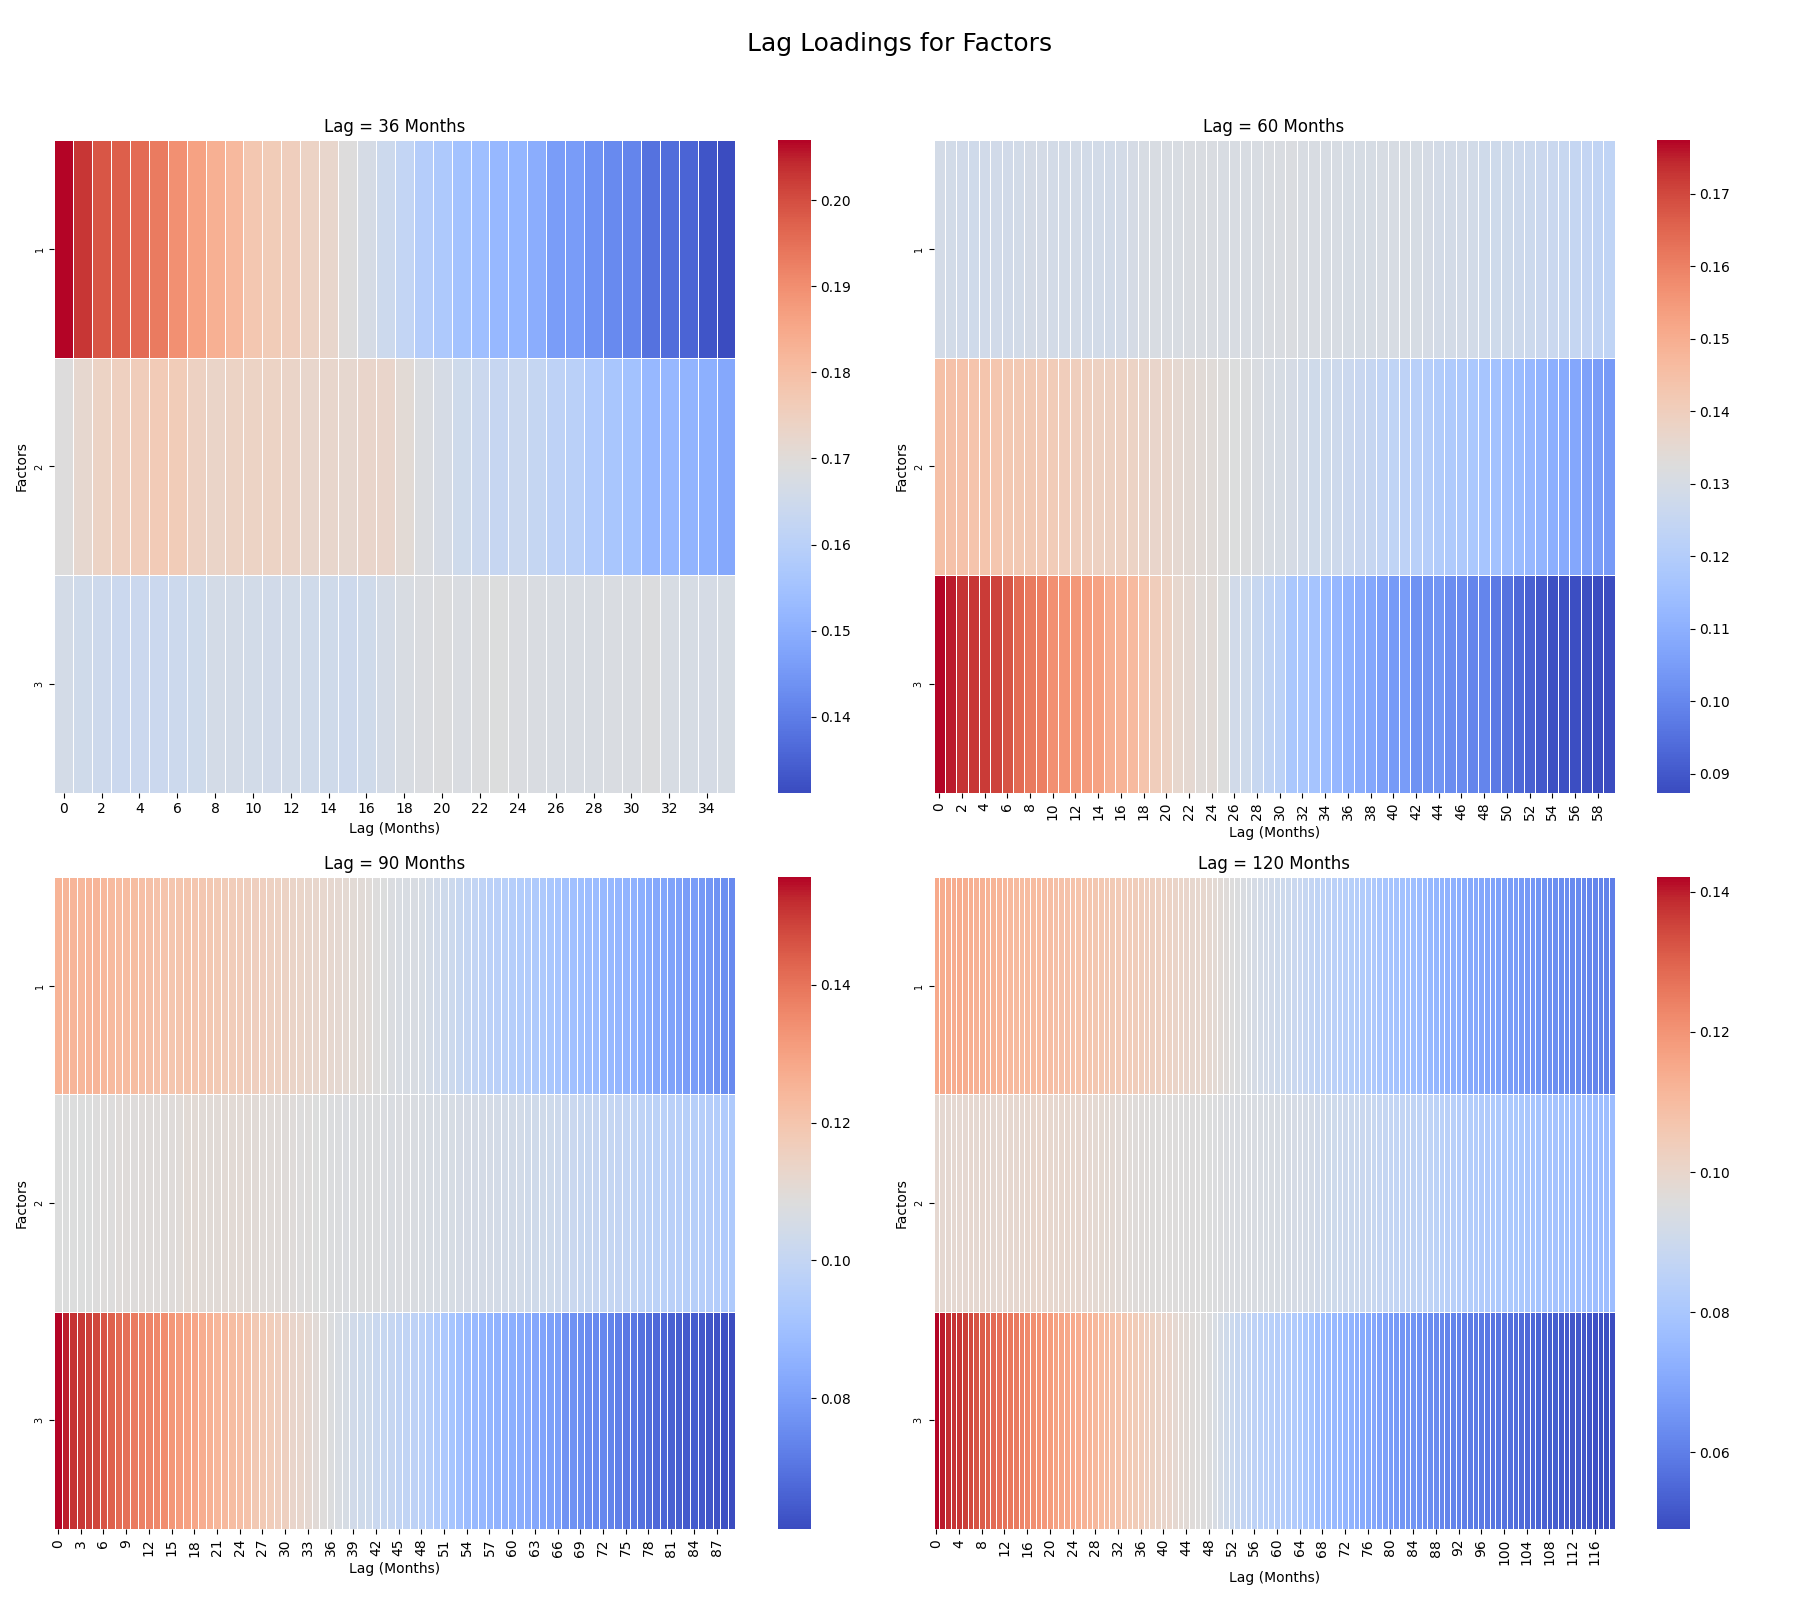 Lag Loadings for Factors
Lag = 36 Months
Factors
1
2
3
0 2 4 6 8 10 12 14 16 18 20 22 24 26 28 30 32 34
Lag (Months)
0.20
0.19
0.18
0.17
0.16
0.15
0.14
Lag = 60 Months
Factors
1
2
3
0 2 4 6 8 10 12 14 16 18 20 22 24 26 28 30 32 34 36 38 40 42 44 46 48 50 52 54 56 58
Lag (Months)
0.17
0.16
0.15
0.14
0.13
0.12
0.11
0.10
0.09
Lag = 90 Months
Factors
1
2
3
0 3 6 9 12 15 18 21 24 27 30 33 36 39 42 45 48 51 54 57 60 63 66 69 72 75 78 81 84 87
Lag (Months)
0.14
0.12
0.10
0.08
Lag = 120 Months
Factors
1
2
3
0 4 8 12 16 20 24 28 32 36 40 44 48 52 56 60 64 68 72 76 80 84 88 92 96 100 104 108 112 116
Lag (Months)
0.14
0.12
0.10
0.08
0.06